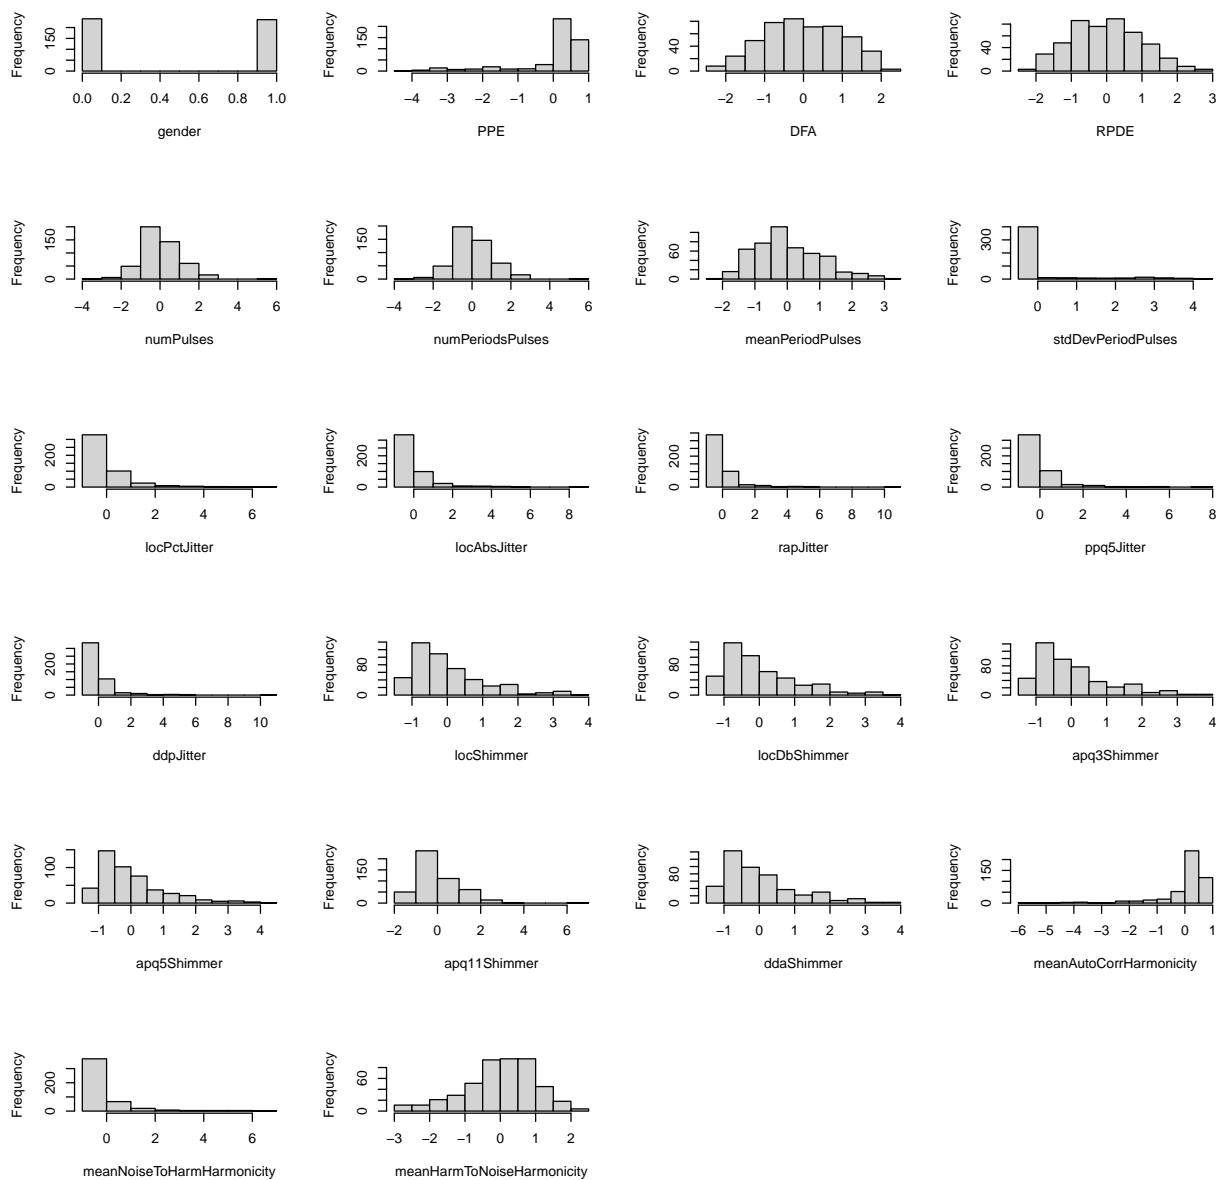 Frequency
0 150
0.0 0.2 0.4 0.6 0.8 1.0
gender
Frequency
0 150
−4 −3 −2 −1 0 1
PPE
Frequency
0 40
−2 −1 0 1 2
DFA
Frequency
0 40
−2 −1 0 1 2 3
RPDE
Frequency
0 150
−4 −2 0 2 4 6
numPulses
Frequency
0 150
−4 −2 0 2 4 6
numPeriodsPulses
Frequency
0 60
−2 −1 0 1 2 3
meanPeriodPulses
Frequency
0 300
0 1 2 3 4
stdDevPeriodPulses
Frequency
0 200
0 2 4 6
locPctJitter
Frequency
0 200
0 2 4 6 8
locAbsJitter
Frequency
0 200
0 2 4 6 8 10
rapJitter
Frequency
0 200
0 2 4 6 8
ppq5Jitter
Frequency
0 200
0 2 4 6 8 10
ddpJitter
Frequency
0 80
−1 0 1 2 3 4
locShimmer
Frequency
0 80
−1 0 1 2 3 4
locDbShimmer
Frequency
0 80
−1 0 1 2 3 4
apq3Shimmer
Frequency
0 100
−1 0 1 2 3 4
apq5Shimmer
Frequency
0 150
−2 0 2 4 6
apq11Shimmer
Frequency
0 80
−1 0 1 2 3 4
ddaShimmer
Frequency
0 150
−6 −5 −4 −3 −2 −1 0 1
meanAutoCorrHarmonicity
Frequency
0 200
0 2 4 6
meanNoiseToHarmHarmonicity
Frequency
0 60
−3 −2 −1 0 1 2
meanHarmToNoiseHarmonicity